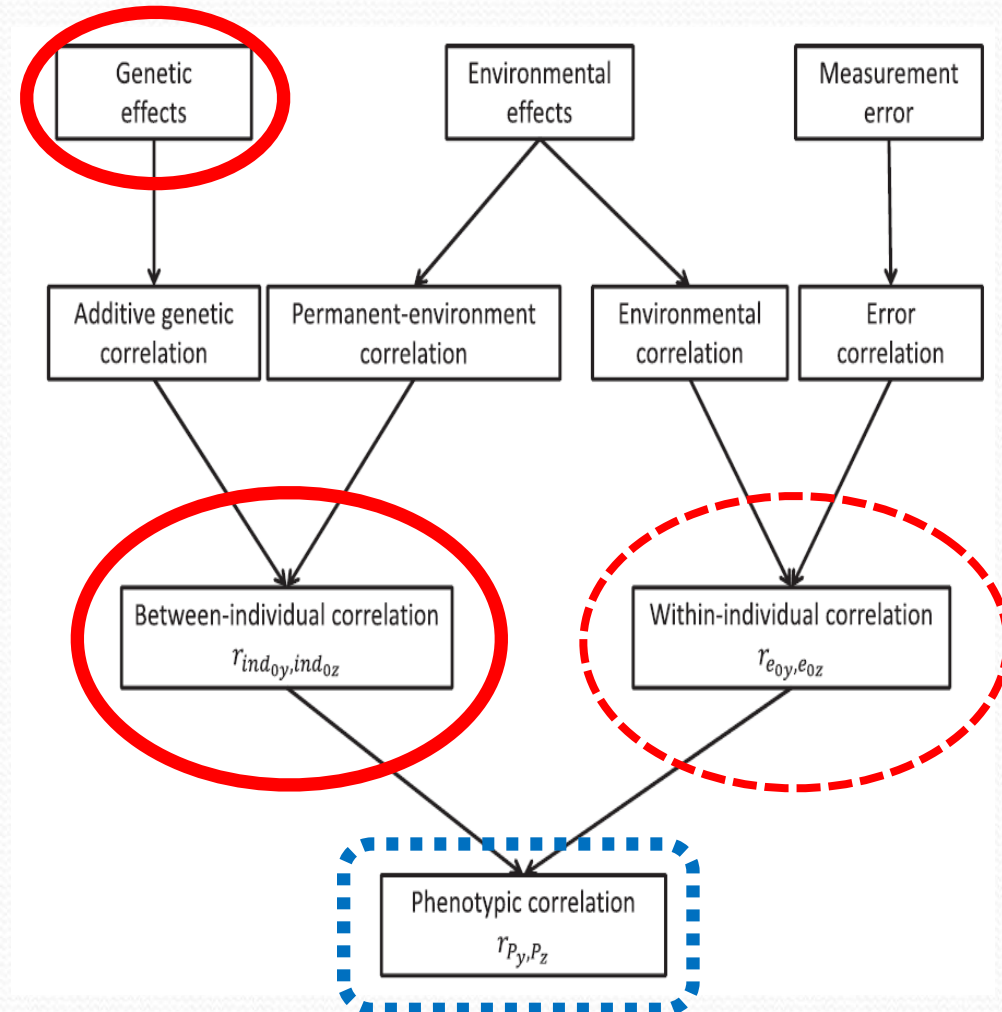 Genetic
effects
Environmental
effects
Measurement
error
Additive genetic
correlation
Permanent-environment
correlation
Environmental
correlation
Error
correlation
Between-individual correlation
r_{ind_{0y},ind_{0z}}
Within-individual correlation
r_{e_{0y},e_{0z}}
Phenotypic correlation
r_{P_y,P_z}